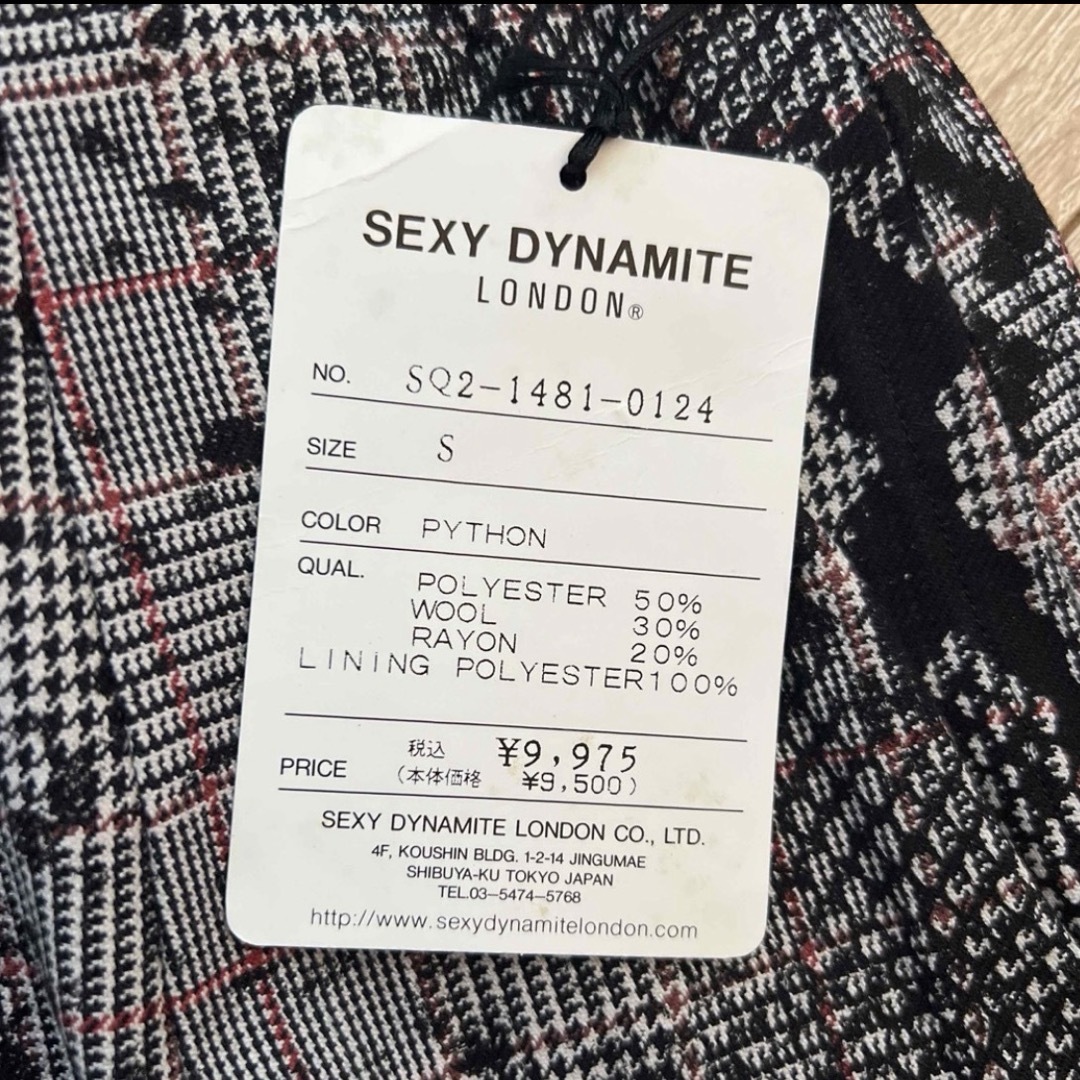 SEXY DYNAMITE
LONDON®
NO. SQ2-1481-0124
SIZE S
COLOR PYTHON
QUAL.
POLYESTER 50%
WOOL 30%
RAYON 20%
LINING POLYESTER100%
税込 ¥9,975
PRICE (本体価格 ¥9,500)
SEXY DYNAMITE LONDON CO., LTD.
4F, KOUSHIN BLDG. 1-2-14 JINGUMAE
SHIBUYA-KU TOKYO JAPAN
TEL.03-5474-5768
http://www.sexydynamitelondon.com